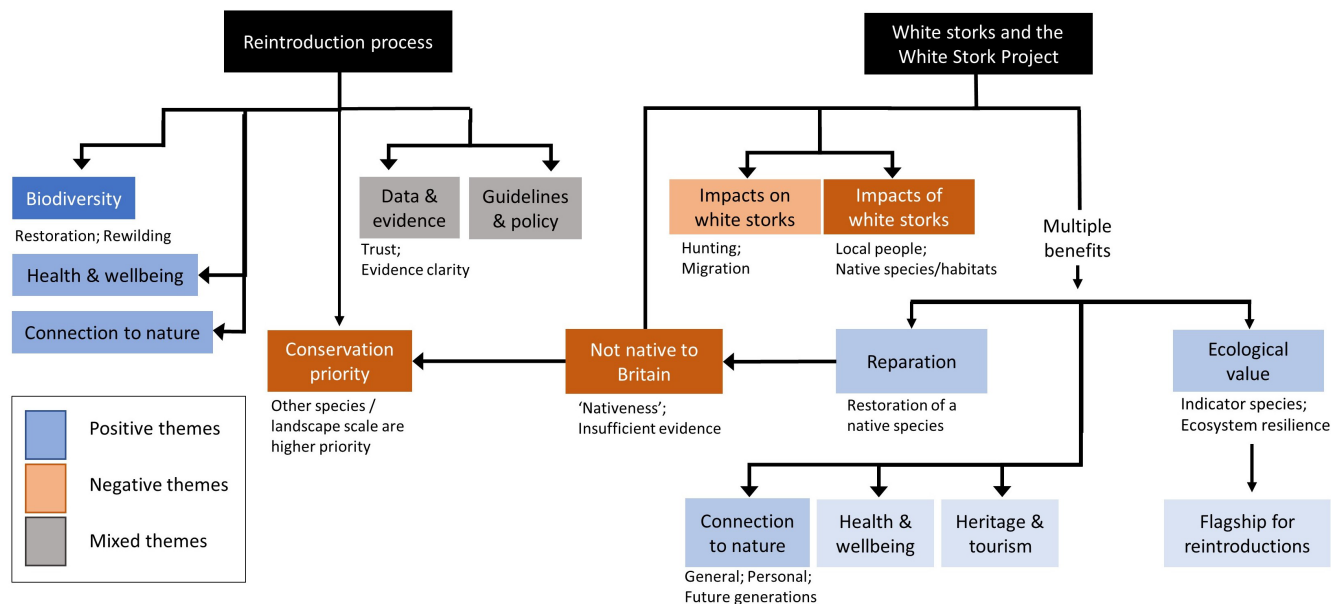 Reintroduction process
White storks and the
White Stork Project
Biodiversity
Restoration; Rewilding
Health & wellbeing
Connection to nature
Data &
evidence
Trust;
Evidence clarity
Guidelines
& policy
Impacts on
white storks
Hunting;
Migration
Impacts of
white storks
Local people;
Native species/habitats
Multiple
benefits
Conservation
priority
Other species /
landscape scale are
higher priority
Not native to
Britain
‘Nativeness’;
Insufficient evidence
Reparation
Restoration of a
native species
Ecological
value
Indicator species;
Ecosystem resilience
Positive themes
Negative themes
Mixed themes
Connection
to nature
General; Personal;
Future generations
Health &
wellbeing
Heritage &
tourism
Flagship for
reintroductions